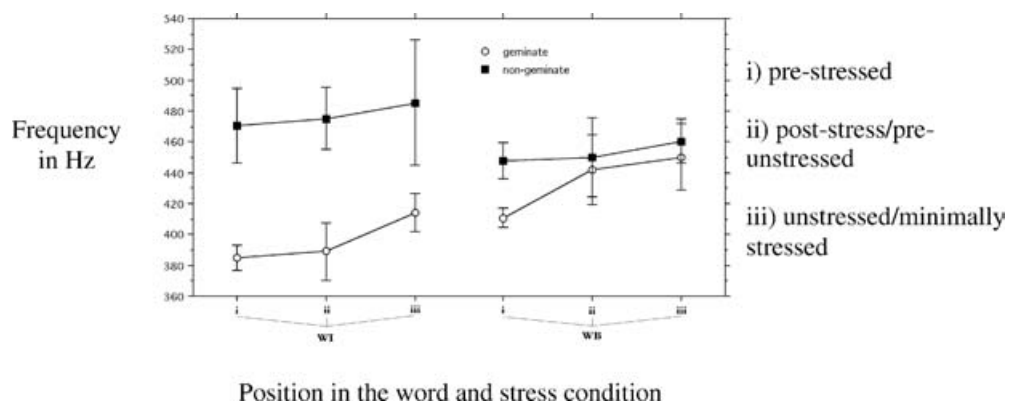 540
520
500
480
460
440
420
400
380
360
Frequency
in Hz
geminate
non-geminate
i ii iii i ii iii
WI WB
Position in the word and stress condition
i) pre-stressed
ii) post-stress/pre-
unstressed
iii) unstressed/minimally
stressed